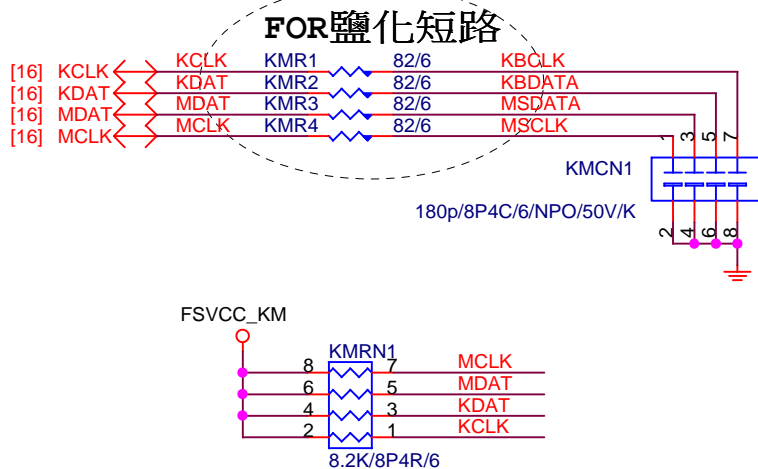 FOR鹽化短路
[16] KCLK KCLK KMR1 82/6 KBCLK
[16] KDAT KDAT KMR2 82/6 KBDATA
[16] MDAT MDAT KMR3 82/6 MSDATA
[16] MCLK MCLK KMR4 82/6 MSCLK
1 3 5 7
KMCN1
180p/8P4C/6/NPO/50V/K
2 4 6 8
FSVCC_KM
KMRN1
8 7 MCLK
6 5 MDAT
4 3 KDAT
2 1 KCLK
8.2K/8P4R/6